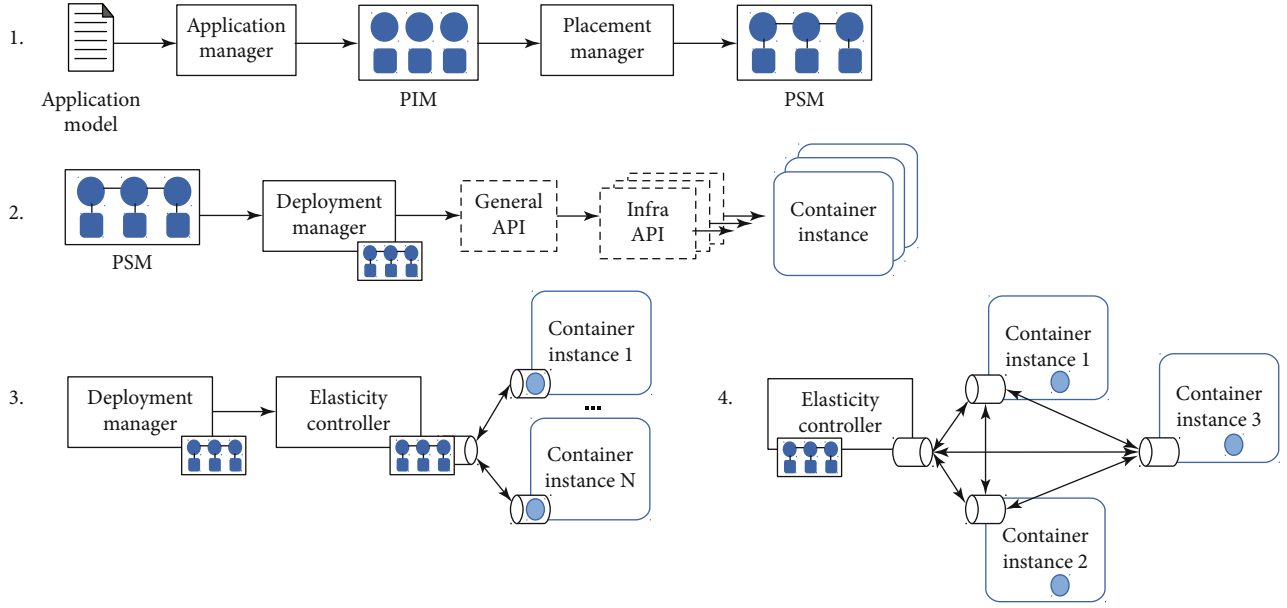 1.
Application
model
Application
manager
PIM
Placement
manager
PSM
2.
PSM
Deployment
manager
General
API
Infra
API
Container
instance
3.
Deployment
manager
Elasticity
controller
Container
instance 1
...
Container
instance N
4.
Elasticity
controller
Container
instance 1
Container
instance 3
Container
instance 2